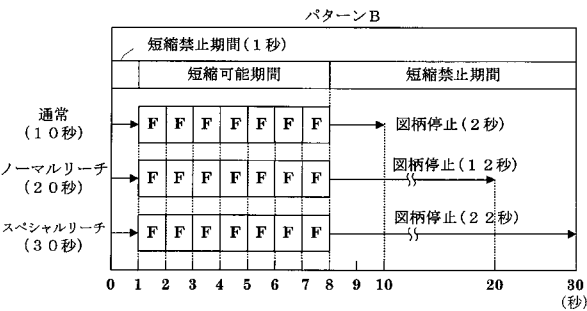 パターンB
短縮禁止期間(1秒)
短縮可能期間 短縮禁止期間
通常
(10秒)
F F F F F F F
図柄停止(2秒)
ノーマルリーチ
(20秒)
F F F F F F F
図柄停止(12秒)
スペシャルリーチ
(30秒)
F F F F F F F
図柄停止(22秒)
0 1 2 3 4 5 6 7 8 9 10 20 30
(秒)